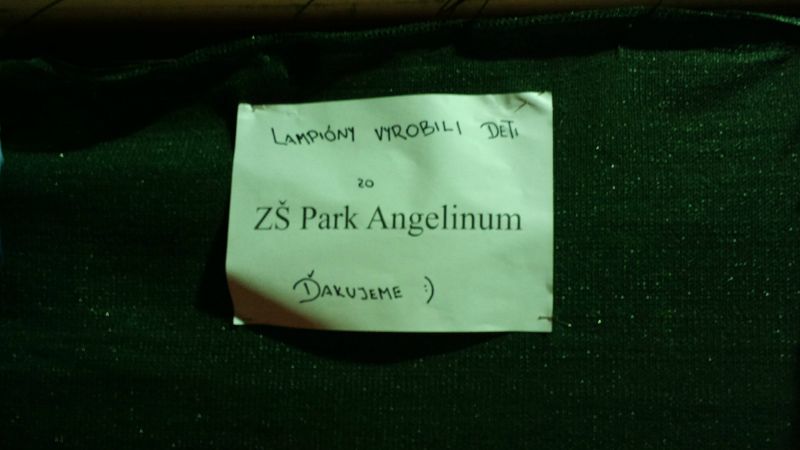 LAMPIÓNY VYROBILI DETI
ZO
ZŠ Park Angelinum
ĎAKUJEME :)